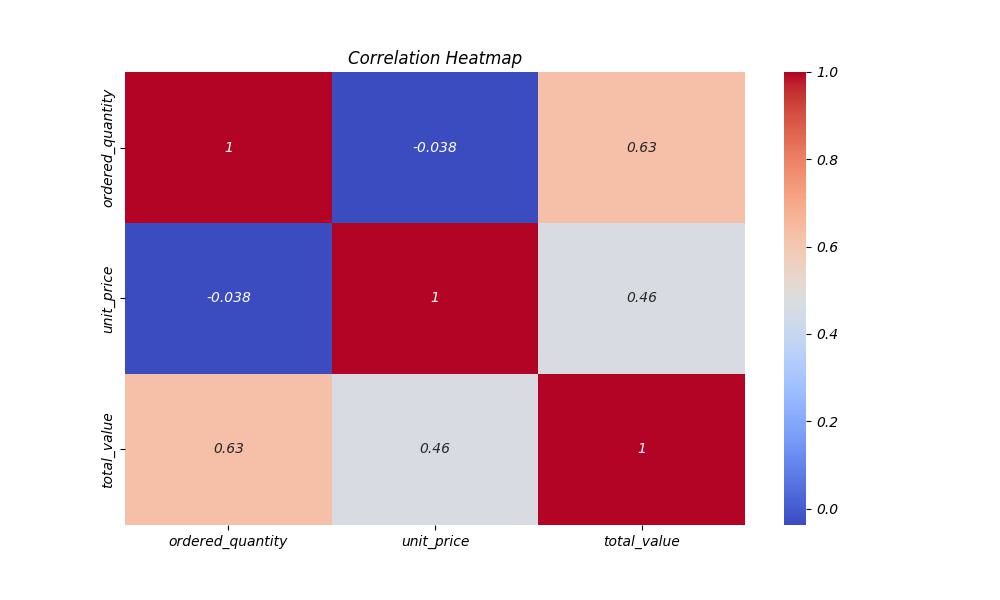 Correlation Heatmap
ordered_quantity
1
-0.038
0.63
unit_price
-0.038
1
0.46
total_value
0.63
0.46
1
ordered_quantity
unit_price
total_value
1.0
0.8
0.6
0.4
0.2
0.0